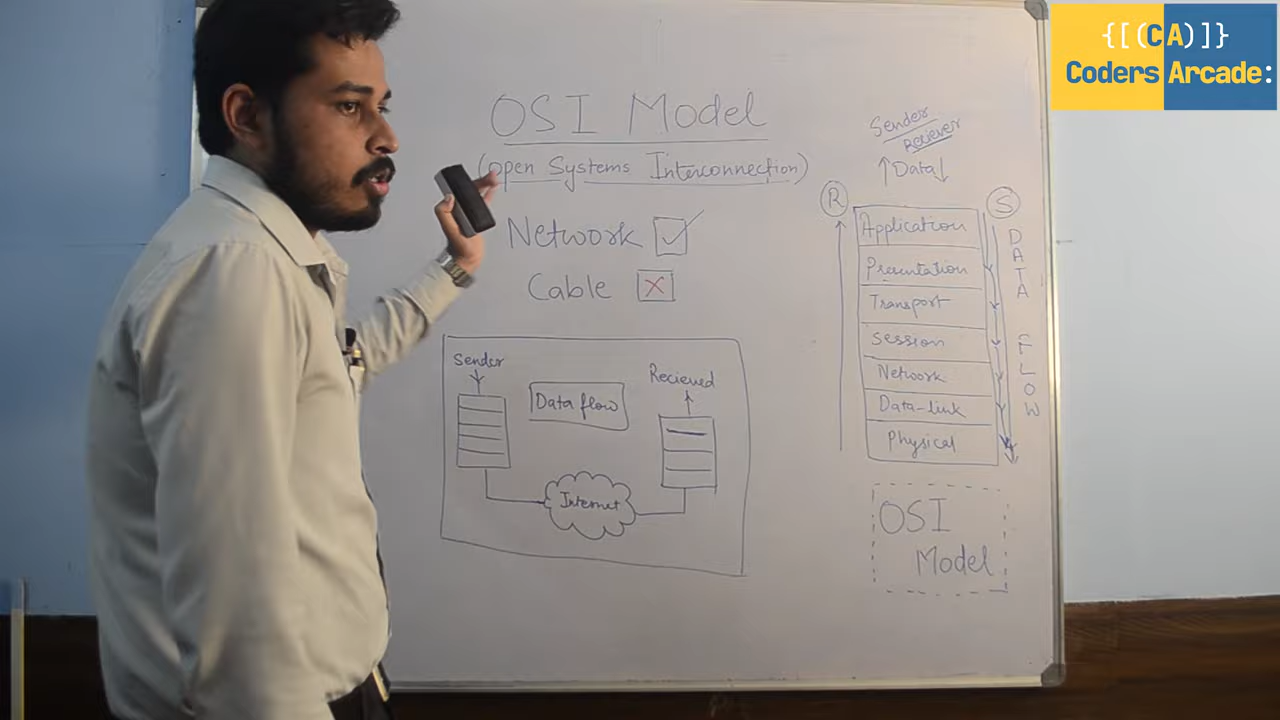 {[(CA)]}
Coders Arcade:
OSI Model
(open Systems Interconnection)
Network
Cable
Sender
Recieved
Data flow
Internet
Sender
Reciever
Data
R
S
Application
Presentation
Transport
Session
Network
Data-link
Physical
DATA FLOW
OSI
Model